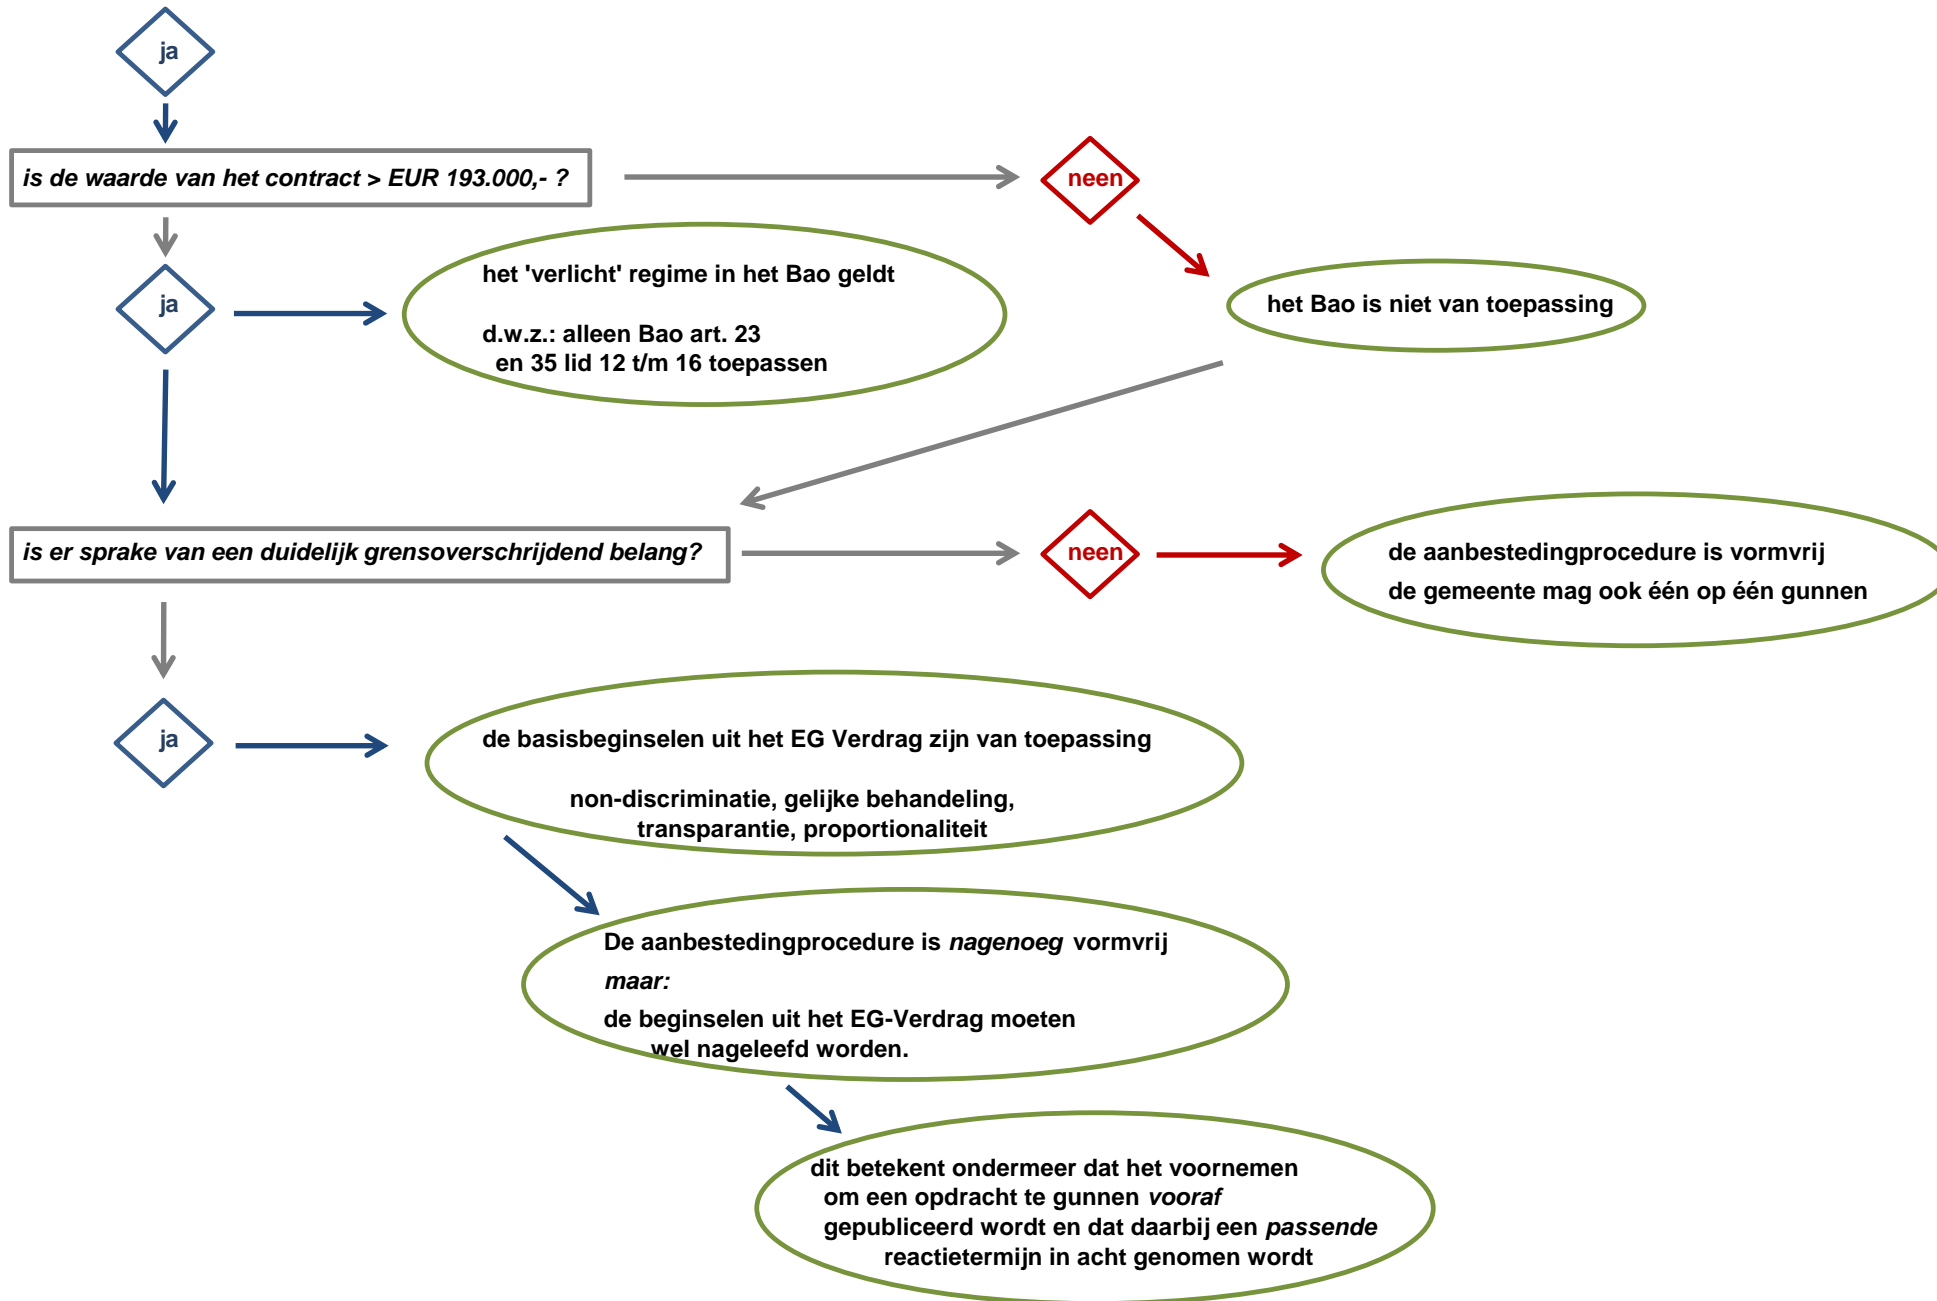 ja
is de waarde van het contract > EUR 193.000,- ?
neen
ja
het 'verlicht' regime in het Bao geldt
d.w.z.: alleen Bao art. 23
en 35 lid 12 t/m 16 toepassen
het Bao is niet van toepassing
is er sprake van een duidelijk grensoverschrijdend belang?
neen
de aanbestedingprocedure is vormvrij
de gemeente mag ook één op één gunnen
ja
de basisbeginselen uit het EG Verdrag zijn van toepassing
non-discriminatie, gelijke behandeling,
transparantie, proportionaliteit
De aanbestedingprocedure is nagenoeg vormvrij
maar:
de beginselen uit het EG-Verdrag moeten
wel nageleefd worden.
dit betekent ondermeer dat het voornemen
om een opdracht te gunnen vooraf
gepubliceerd wordt en dat daarbij een passende
reactietermijn in acht genomen wordt